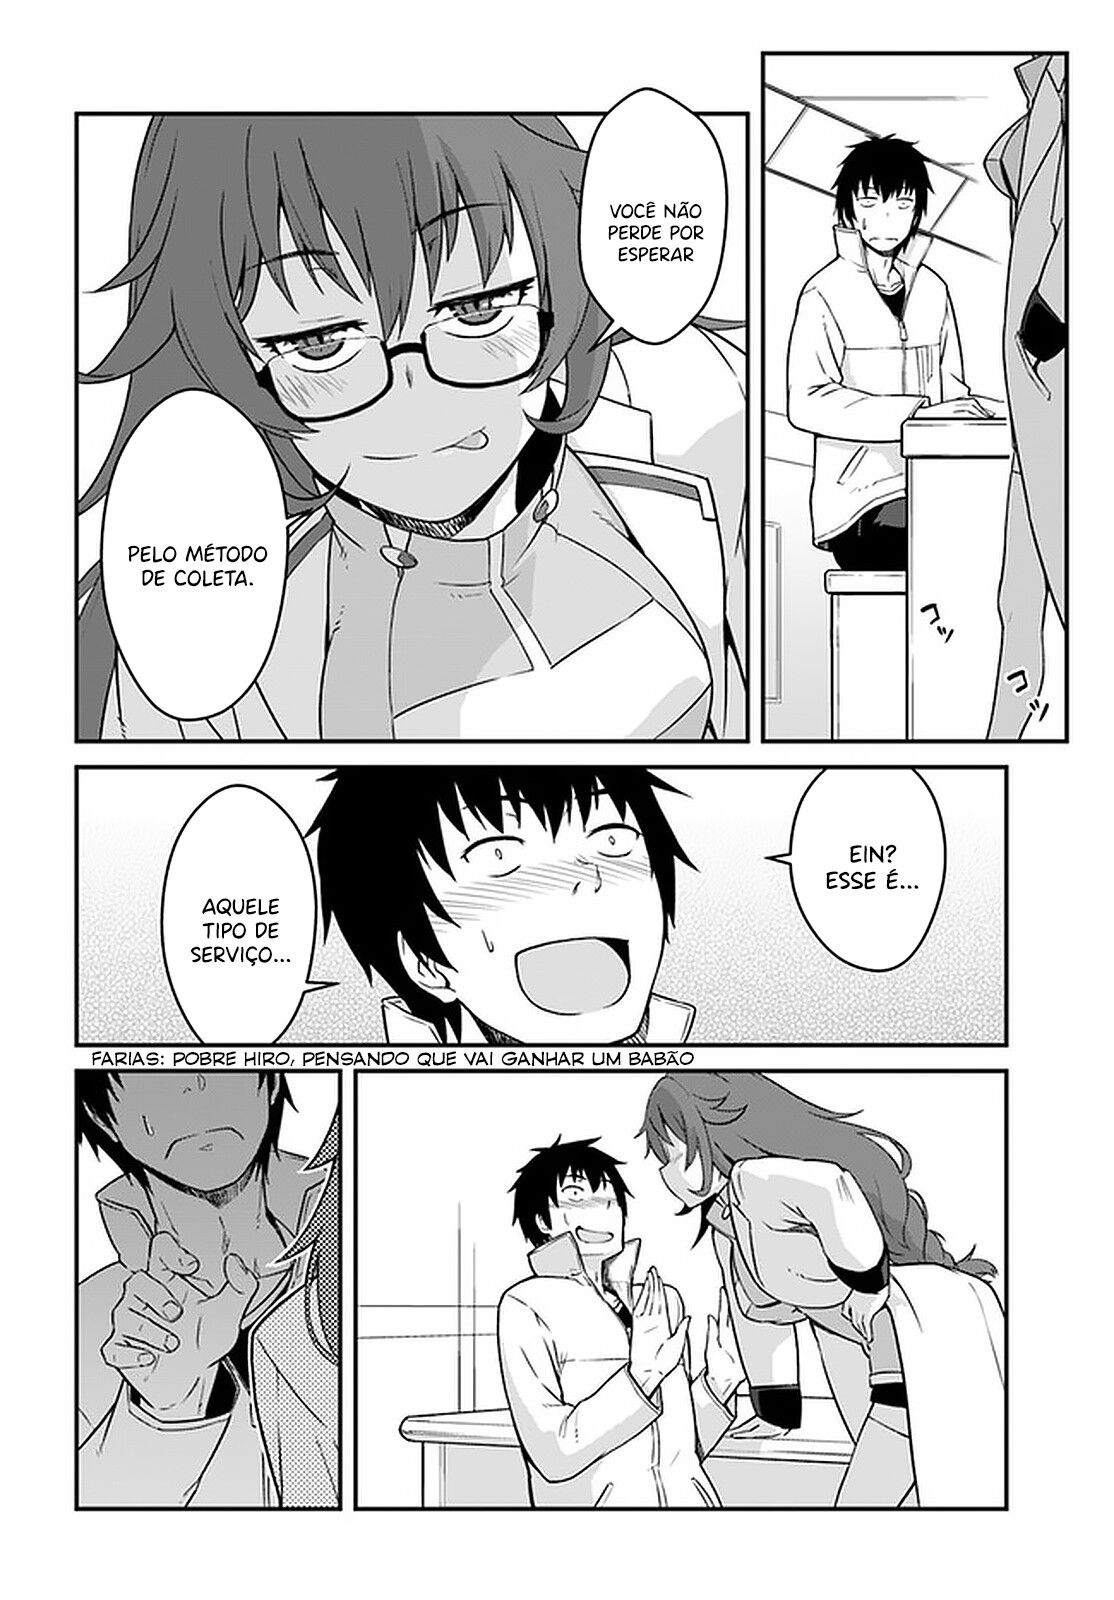 コッ
コッ
VOCÊ NÃO
PERDE POR
ESPERAR
PELO MÉTODO
DE COLETA.
EIN?
ESSE É...
AQUELE
TIPO DE
SERVIÇO...
FARIAS: POBRE HIRO, PENSANDO QUE VAI GANHAR UM BABÃO